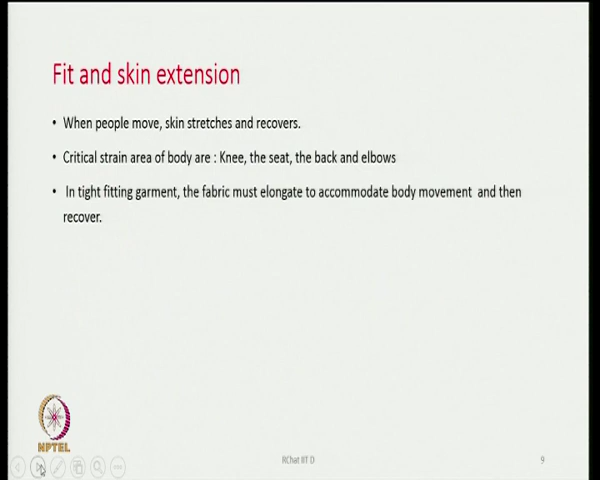 Fit and skin extension
• When people move, skin stretches and recovers.
• Critical strain area of body are : Knee, the seat, the back and elbows
• In tight fitting garment, the fabric must elongate to accommodate body movement and then
recover.
NPTEL
RChat IIT D
9